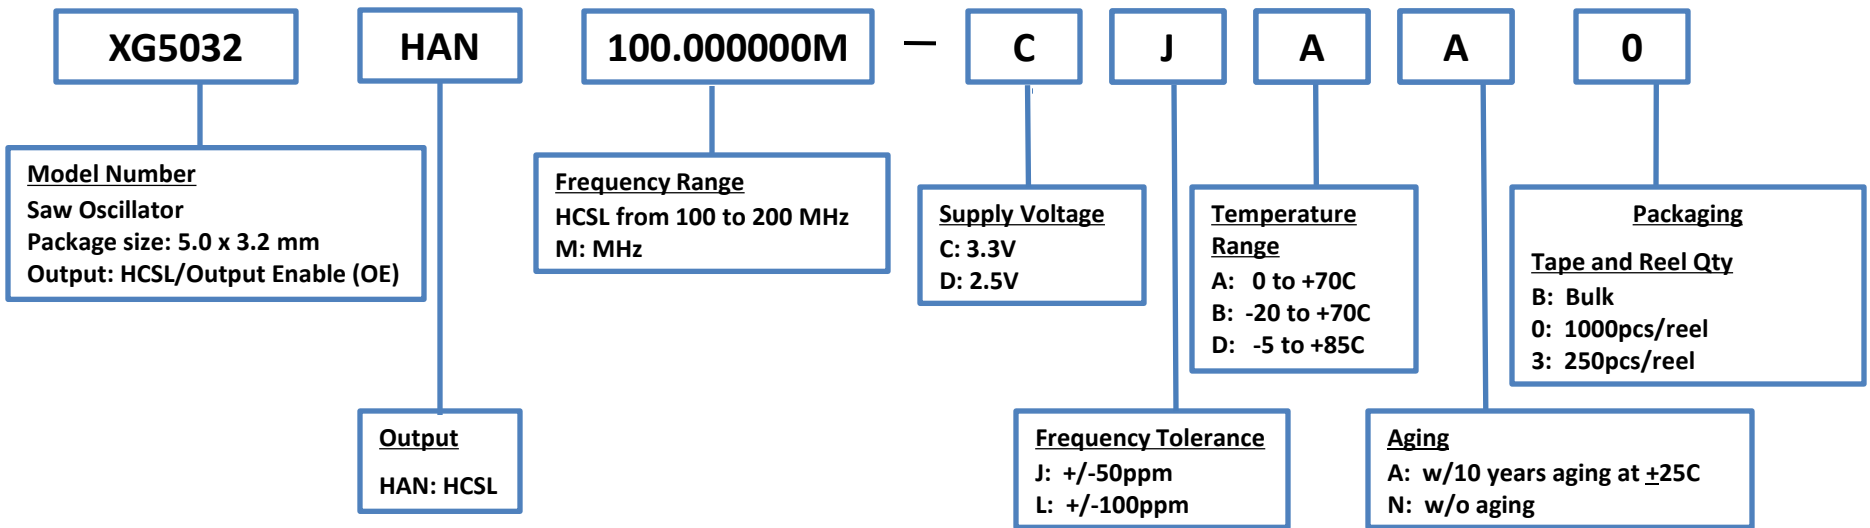 XG5032 HAN 100.000000M — C J A A 0
Model Number
Saw Oscillator
Package size: 5.0 x 3.2 mm
Output: HCSL/Output Enable (OE)
Output
HAN: HCSL
Frequency Range
HCSL from 100 to 200 MHz
M: MHz
Supply Voltage
C: 3.3V
D: 2.5V
Frequency Tolerance
J: +/-50ppm
L: +/-100ppm
Temperature
Range
A: 0 to +70C
B: -20 to +70C
D: -5 to +85C
Aging
A: w/10 years aging at ±25C
N: w/o aging
Packaging
Tape and Reel Qty
B: Bulk
0: 1000pcs/reel
3: 250pcs/reel